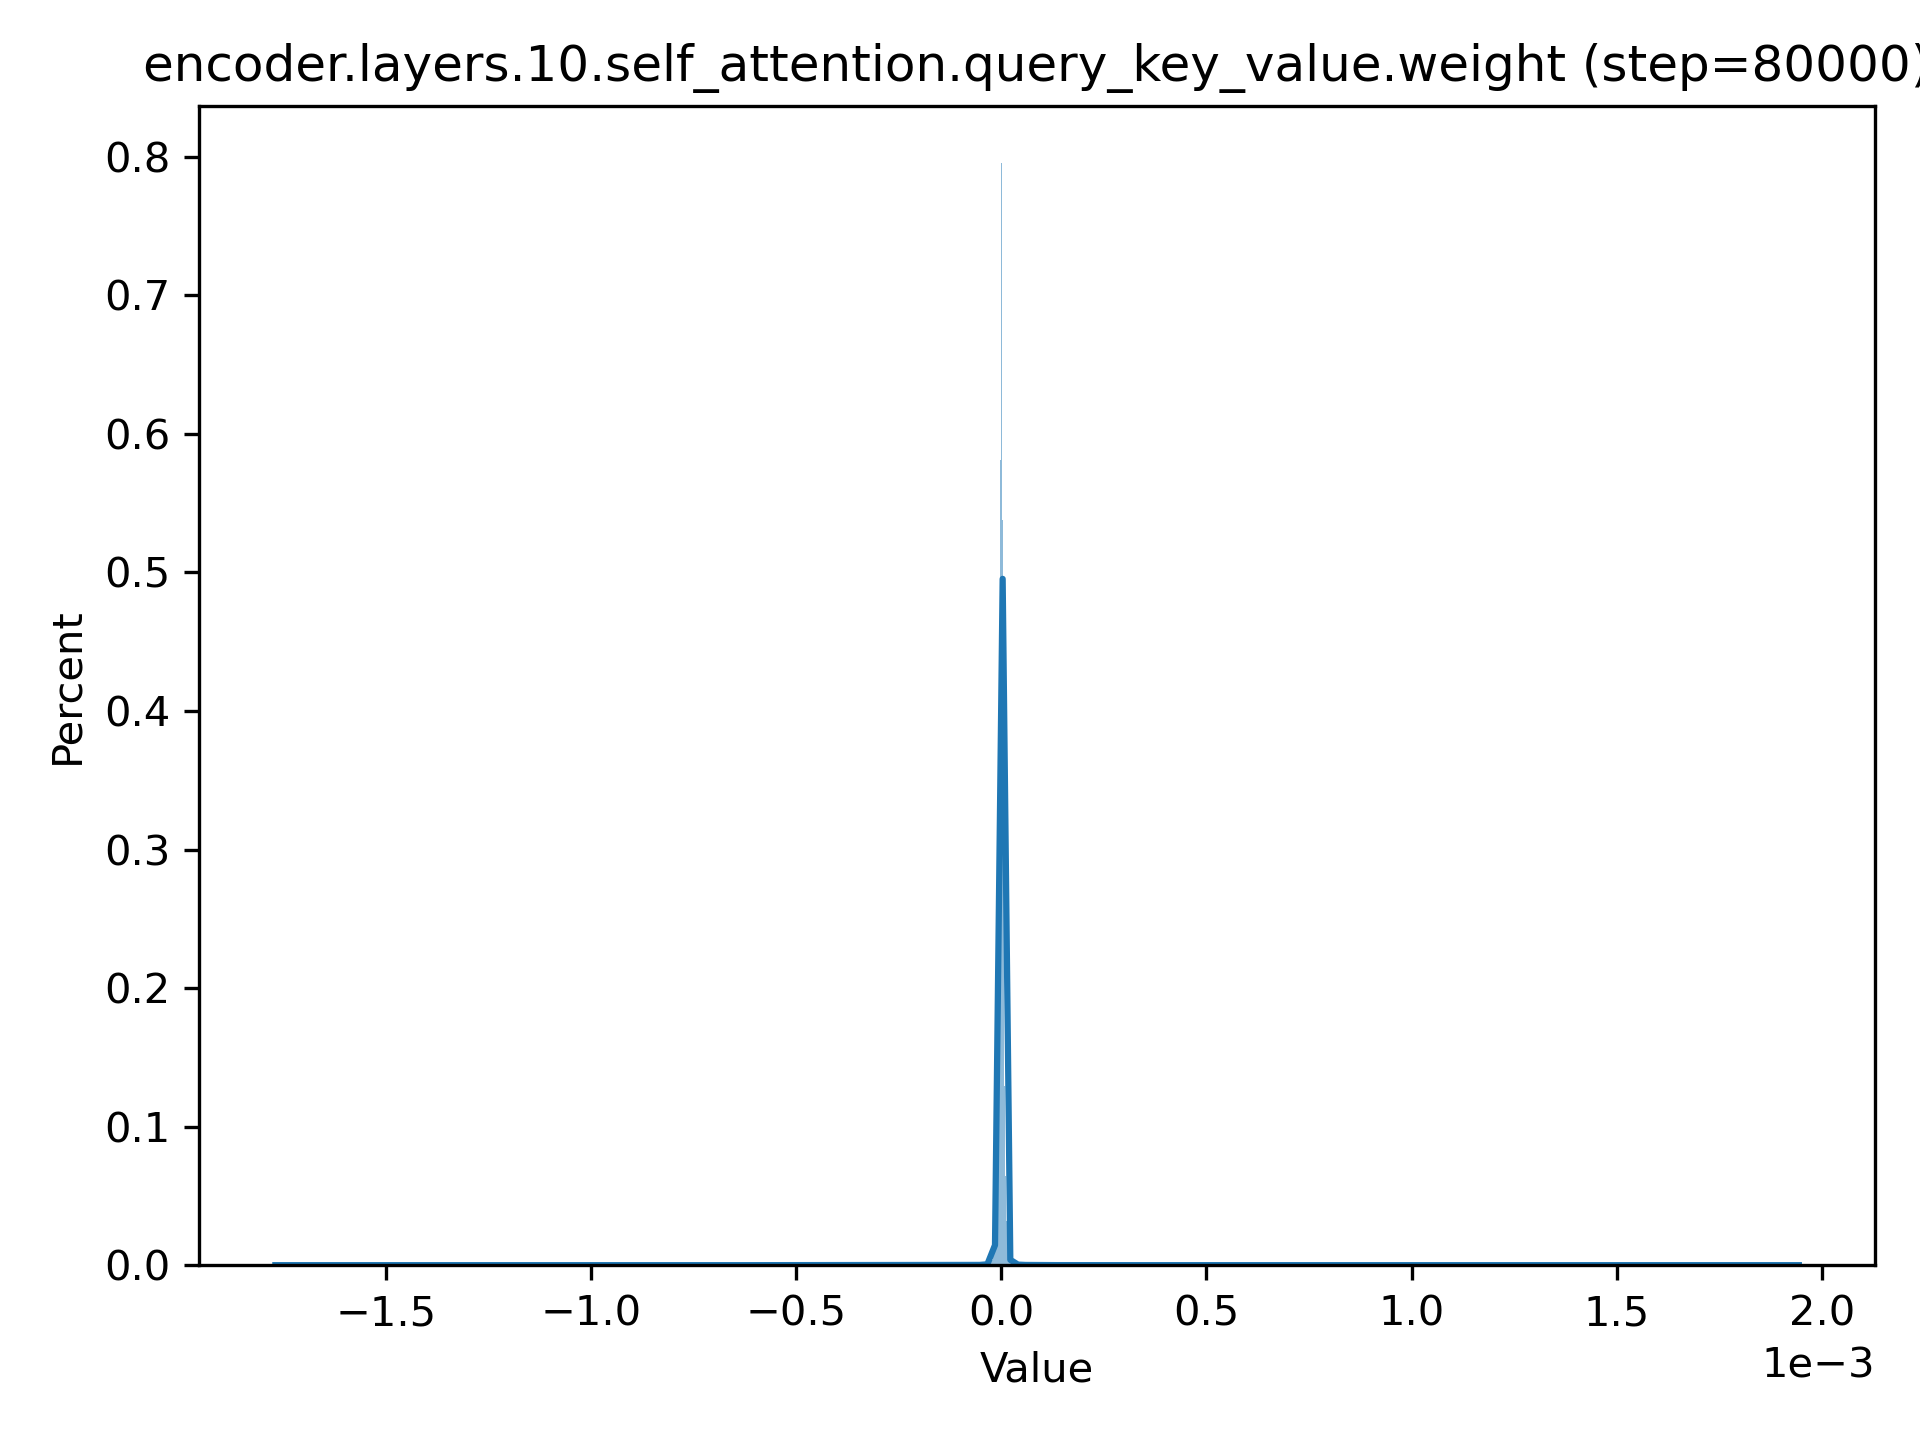 encoder.layers.10.self_attention.query_key_value.weight (step=80000)
0.8
0.7
0.6
0.5
0.4
0.3
0.2
0.1
0.0
Percent
−1.5 −1.0 −0.5 0.0 0.5 1.0 1.5 2.0
1e−3
Value